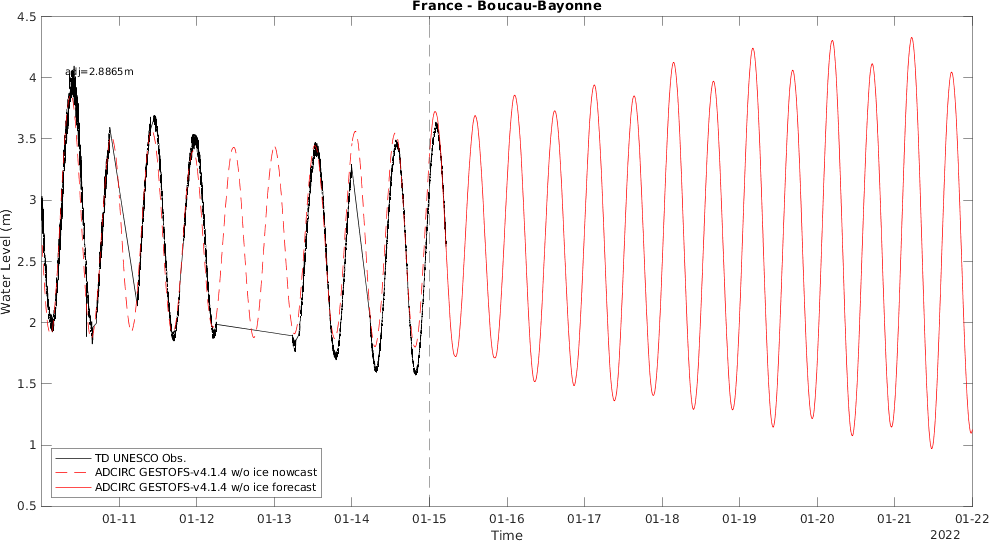 France - Boucau-Bayonne
4.5
4
3.5
3
2.5
2
1.5
1
0.5
Water Level (m)
adj=2.8865m
TD UNESCO Obs.
ADCIRC GESTOFS-v4.1.4 w/o ice nowcast
ADCIRC GESTOFS-v4.1.4 w/o ice forecast
01-11 01-12 01-13 01-14 01-15 01-16 01-17 01-18 01-19 01-20 01-21 01-22
Time
2022